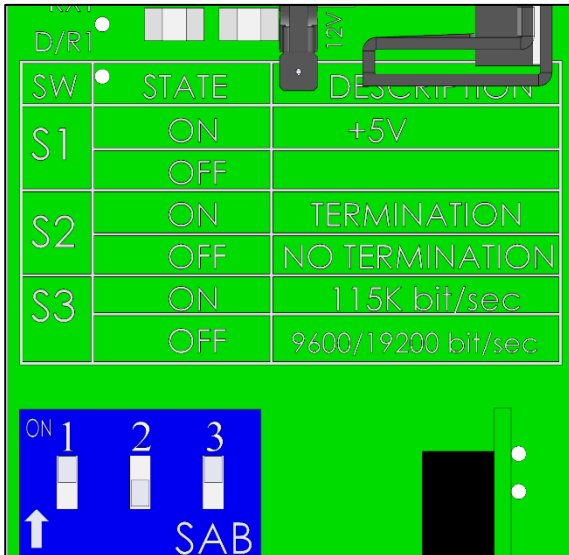 D/R1
12V
SW STATE DESCRIPTION
S1 ON +5V
OFF
S2 ON TERMINATION
OFF NO TERMINATION
S3 ON 115K bit/sec
OFF 9600/19200 bit/sec
ON 1 2 3
SAB